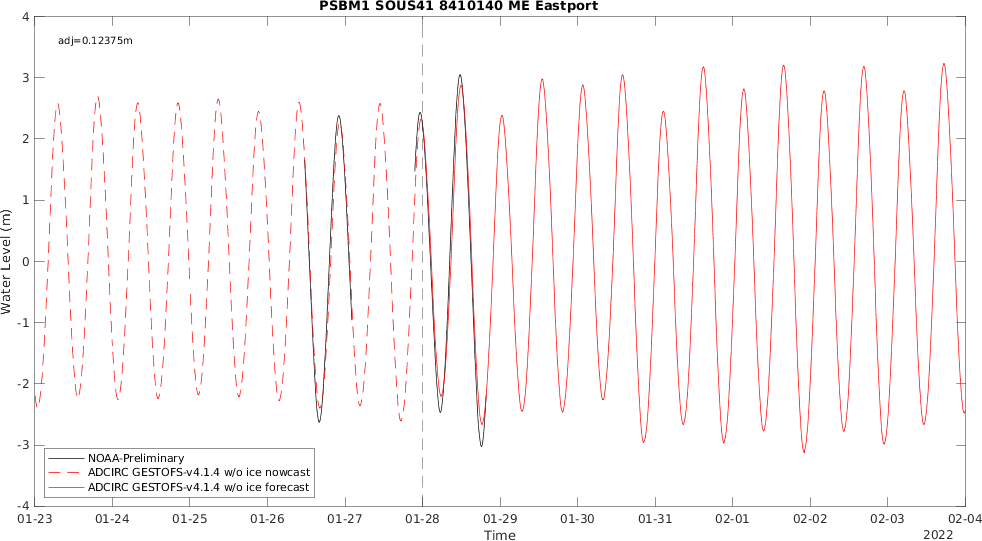 PSBM1 SOUS41 8410140 ME Eastport
adj=0.12375m
4
3
2
1
0
-1
-2
-3
-4
Water Level (m)
NOAA-Preliminary
ADCIRC GESTOFS-v4.1.4 w/o ice nowcast
ADCIRC GESTOFS-v4.1.4 w/o ice forecast
01-23 01-24 01-25 01-26 01-27 01-28 01-29 01-30 01-31 02-01 02-02 02-03 02-04
Time
2022